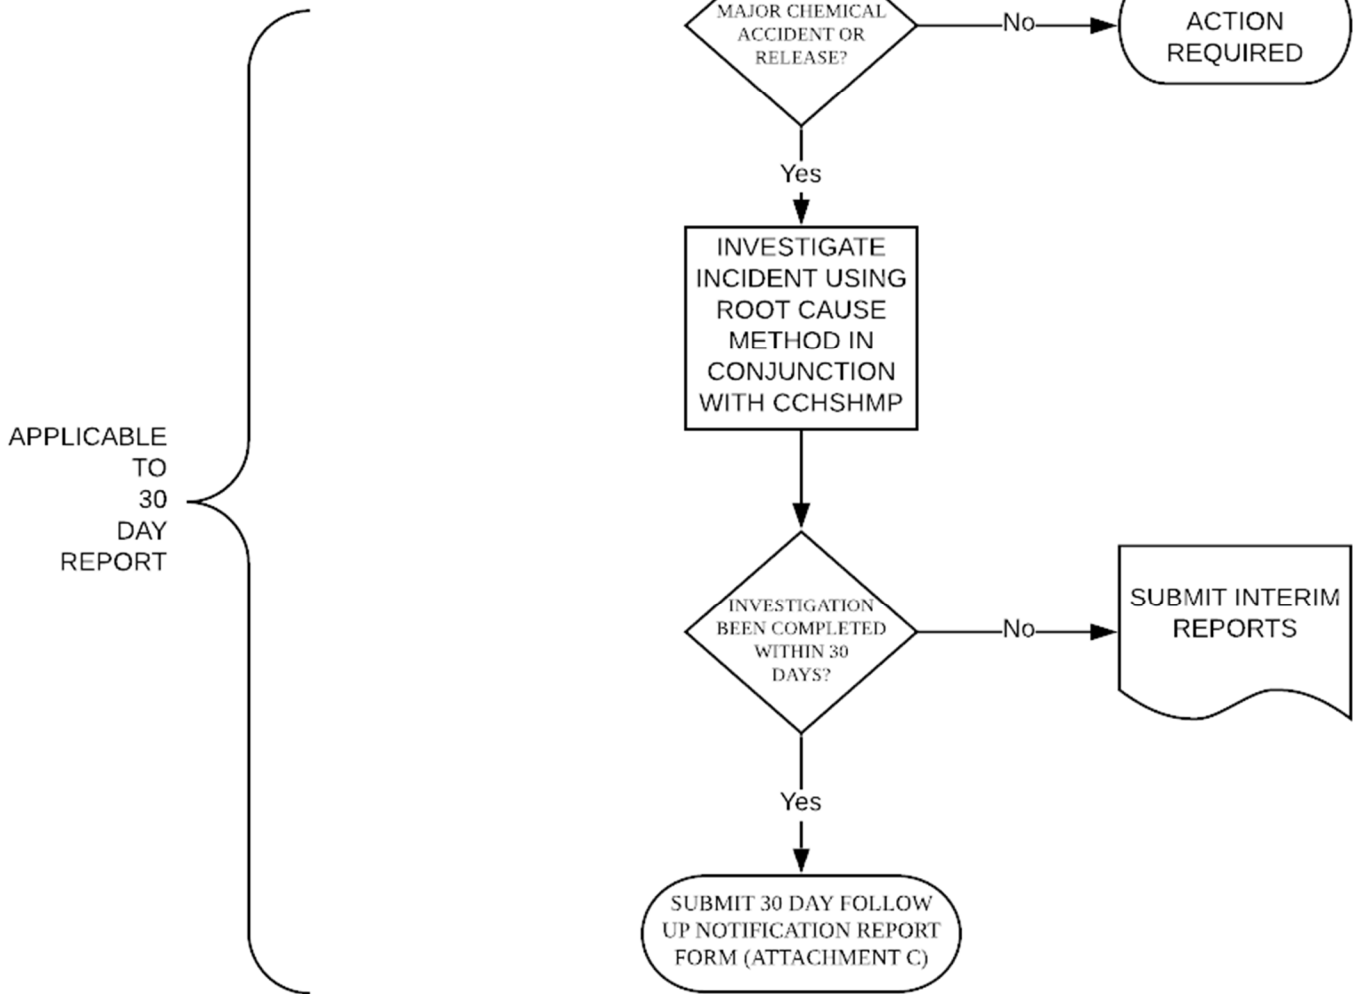 MAJOR CHEMICAL
ACCIDENT OR
RELEASE?
No
ACTION
REQUIRED
Yes
INVESTIGATE
INCIDENT USING
ROOT CAUSE
METHOD IN
CONJUNCTION
WITH CCHSHMP
APPLICABLE
TO
30
DAY
REPORT
INVESTIGATION
BEEN COMPLETED
WITHIN 30
DAYS?
No
SUBMIT INTERIM
REPORTS
Yes
SUBMIT 30 DAY FOLLOW
UP NOTIFICATION REPORT
FORM (ATTACHMENT C)